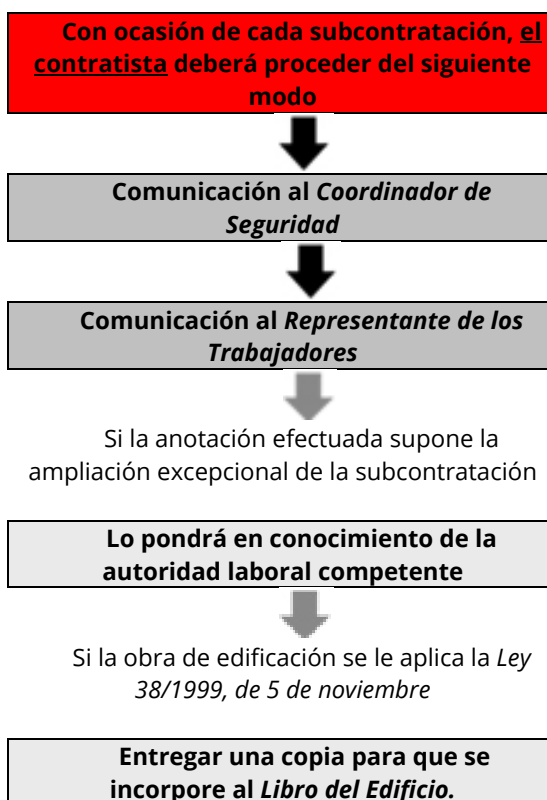 Con ocasión de cada subcontratación, el
contratista deberá proceder del siguiente
modo
Comunicación al Coordinador de
Seguridad
Comunicación al Representante de los
Trabajadores
Si la anotación efectuada supone la
ampliación excepcional de la subcontratación
Lo pondrá en conocimiento de la
autoridad laboral competente
Si la obra de edificación se le aplica la Ley
38/1999, de 5 de noviembre
Entregar una copia para que se
incorpore al Libro del Edificio.